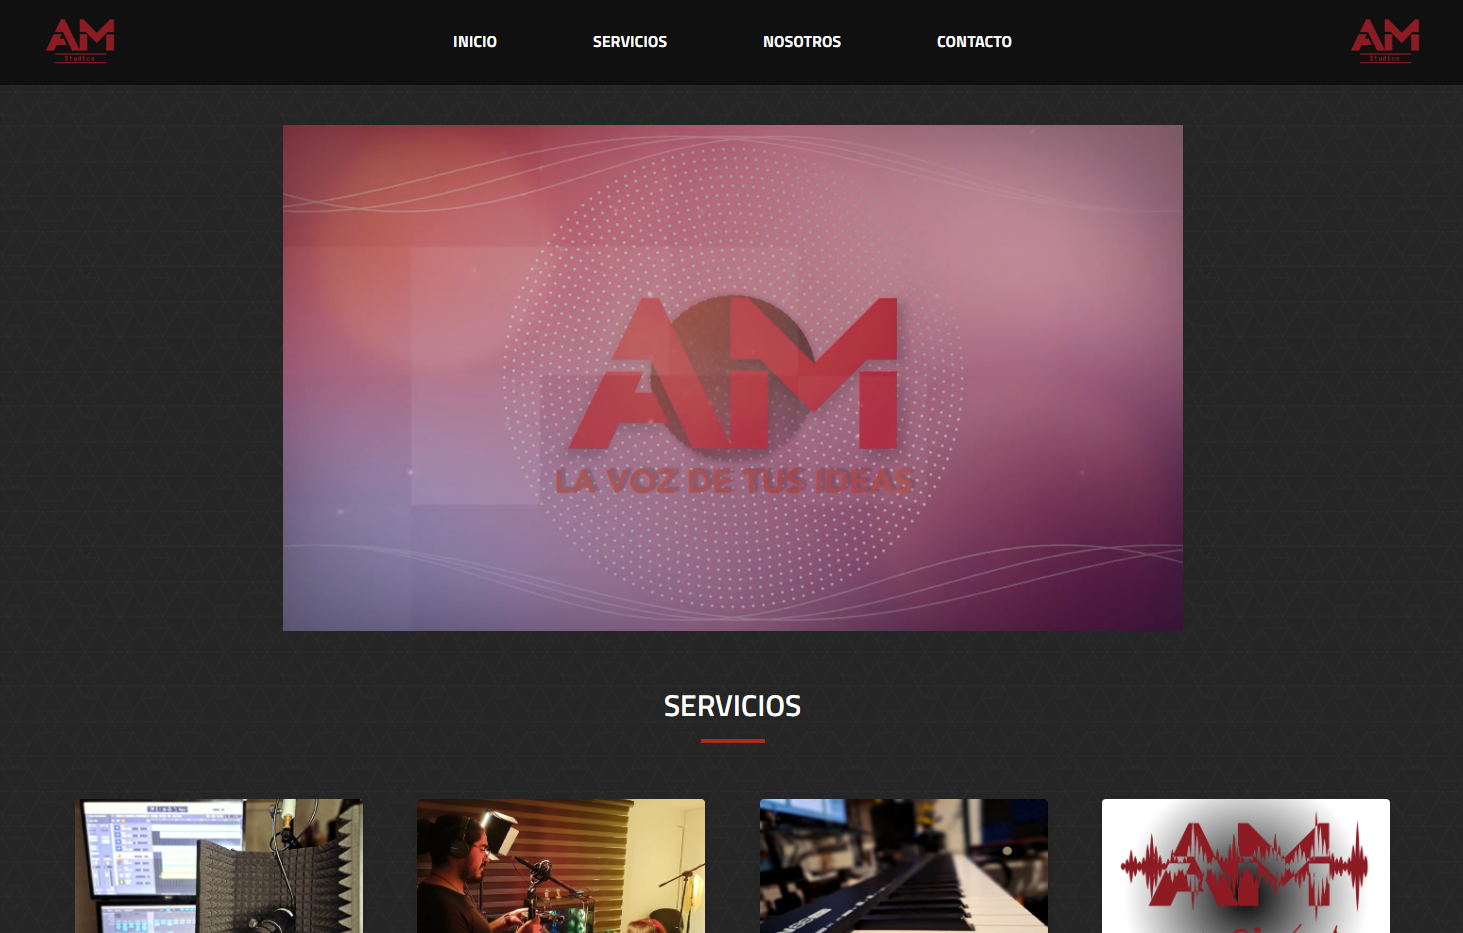 AM
Studios
INICIO
SERVICIOS
NOSOTROS
CONTACTO
AM
Studios
AM
LA VOZ DE TUS IDEAS
SERVICIOS
AM